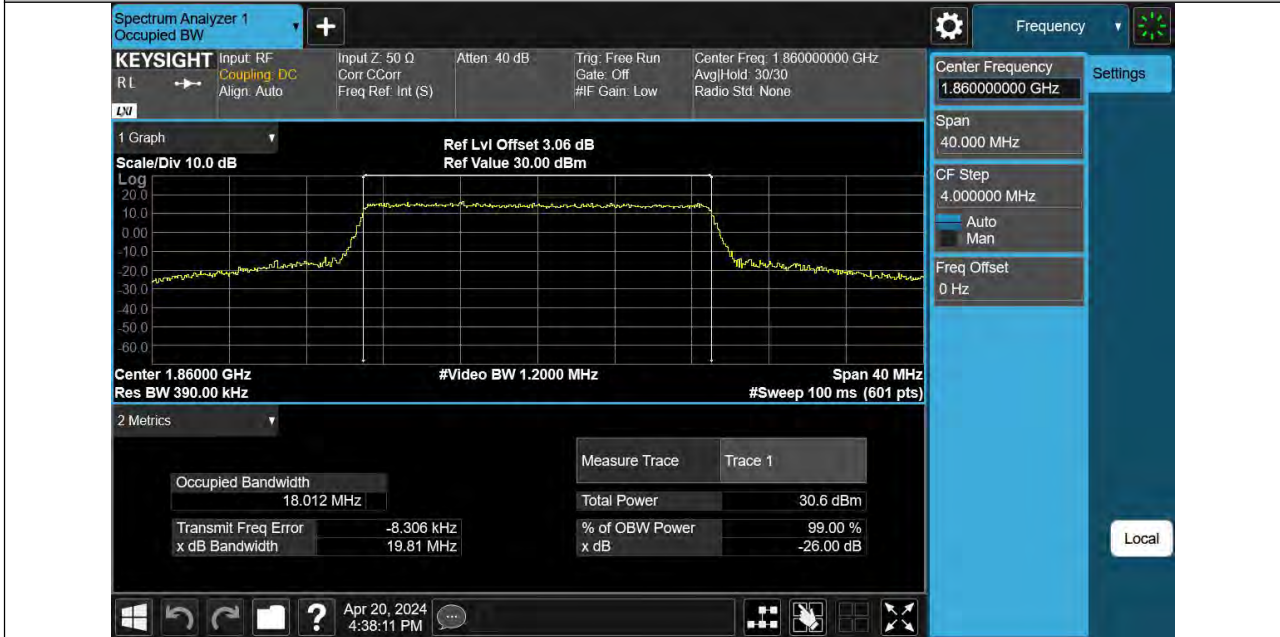 Spectrum Analyzer 1
Occupied BW
+
Frequency
KEYSIGHT
RL
LXI
Input: RF
Coupling: DC
Align: Auto
Input Z: 50 Ω
Corr CCorr
Freq Ref: Int (S)
Atten: 40 dB
Trig: Free Run
Gate: Off
#IF Gain: Low
Center Freq: 1.860000000 GHz
Avg|Hold: 30/30
Radio Std: None
Center Frequency
1.860000000 GHz
Settings
Span
40.000 MHz
CF Step
4.000000 MHz
Auto
Man
Freq Offset
0 Hz
Local
1 Graph
Scale/Div 10.0 dB
Ref Lvl Offset 3.06 dB
Ref Value 30.00 dBm
Log
20.0
10.0
0.00
-10.0
-20.0
-30.0
-40.0
-50.0
-60.0
Center 1.86000 GHz
#Video BW 1.2000 MHz
Span 40 MHz
Res BW 390.00 kHz
#Sweep 100 ms (601 pts)
2 Metrics
Measure Trace Trace 1
Occupied Bandwidth
18.012 MHz
Total Power 30.6 dBm
Transmit Freq Error -8.306 kHz
% of OBW Power 99.00 %
x dB Bandwidth 19.81 MHz
x dB -26.00 dB
?
Apr 20, 2024
4:38:11 PM